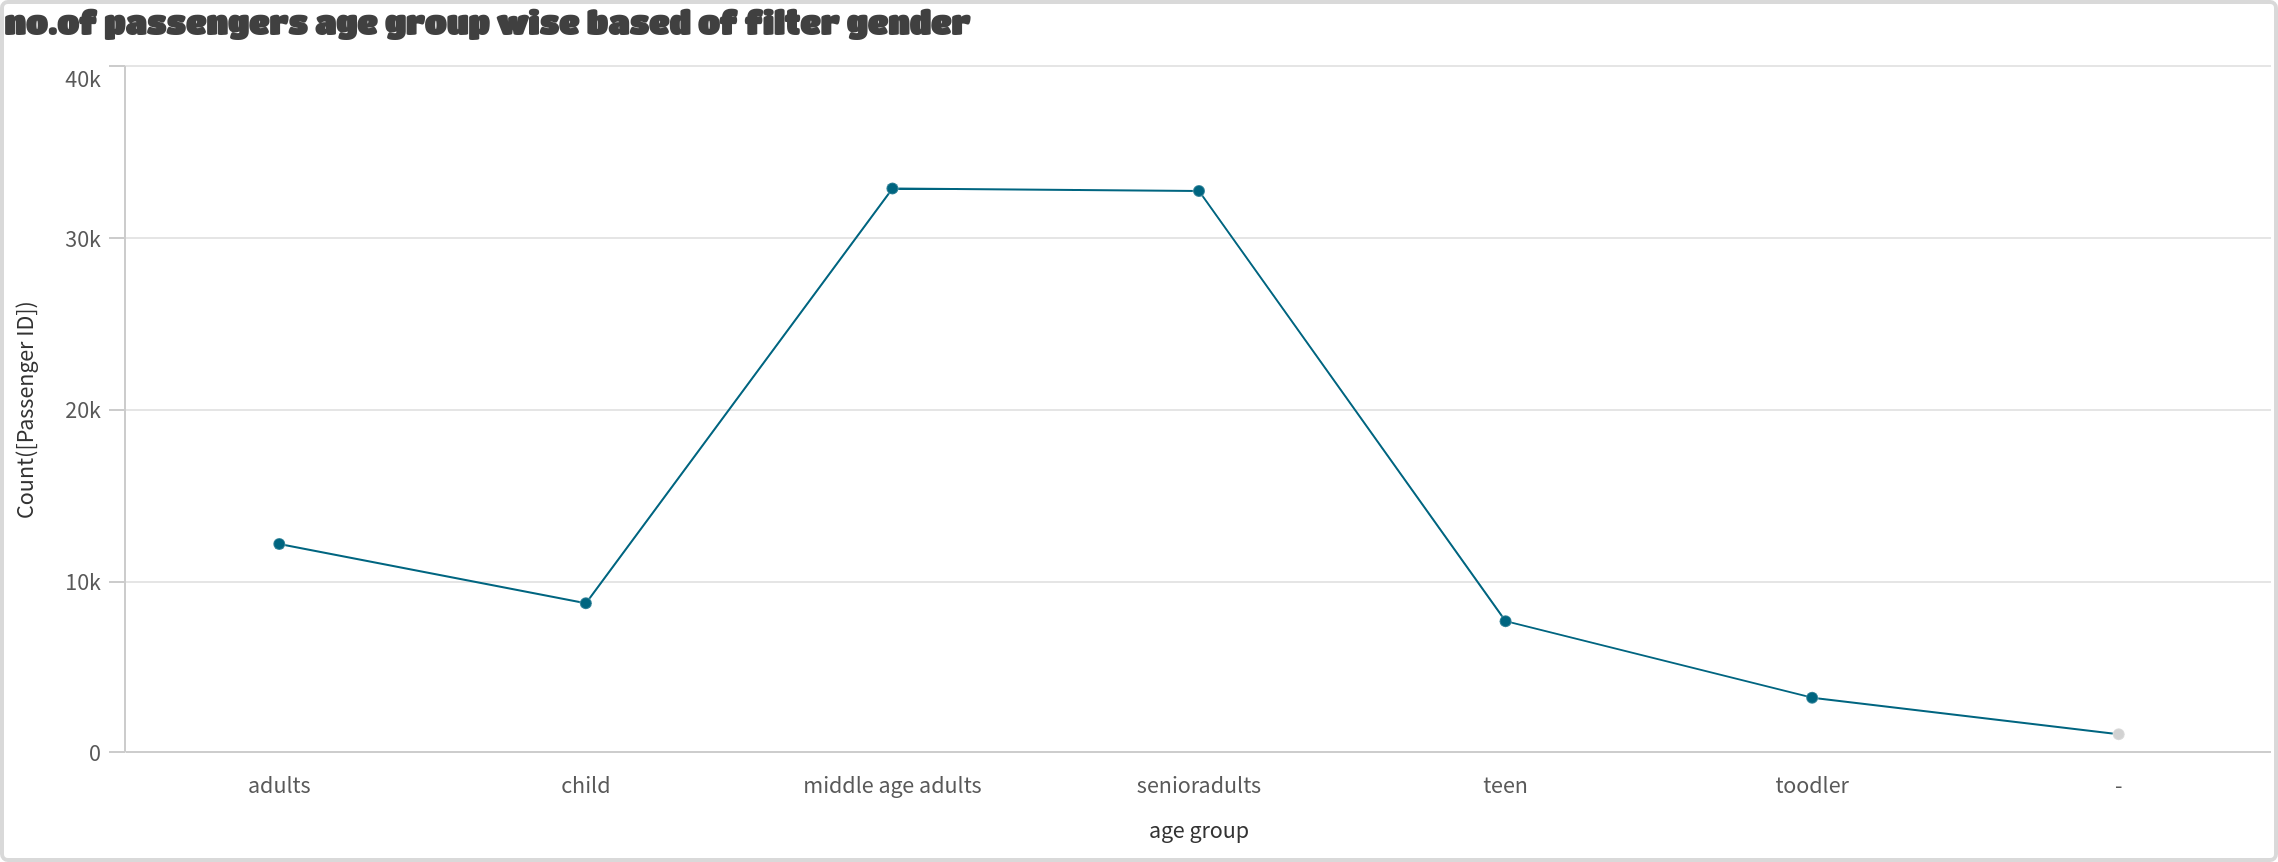 no.of passengers age group wise based of filter gender
40k
30k
20k
10k
0
Count([Passenger ID])
adults child middle age adults senioradults teen toodler -
age group